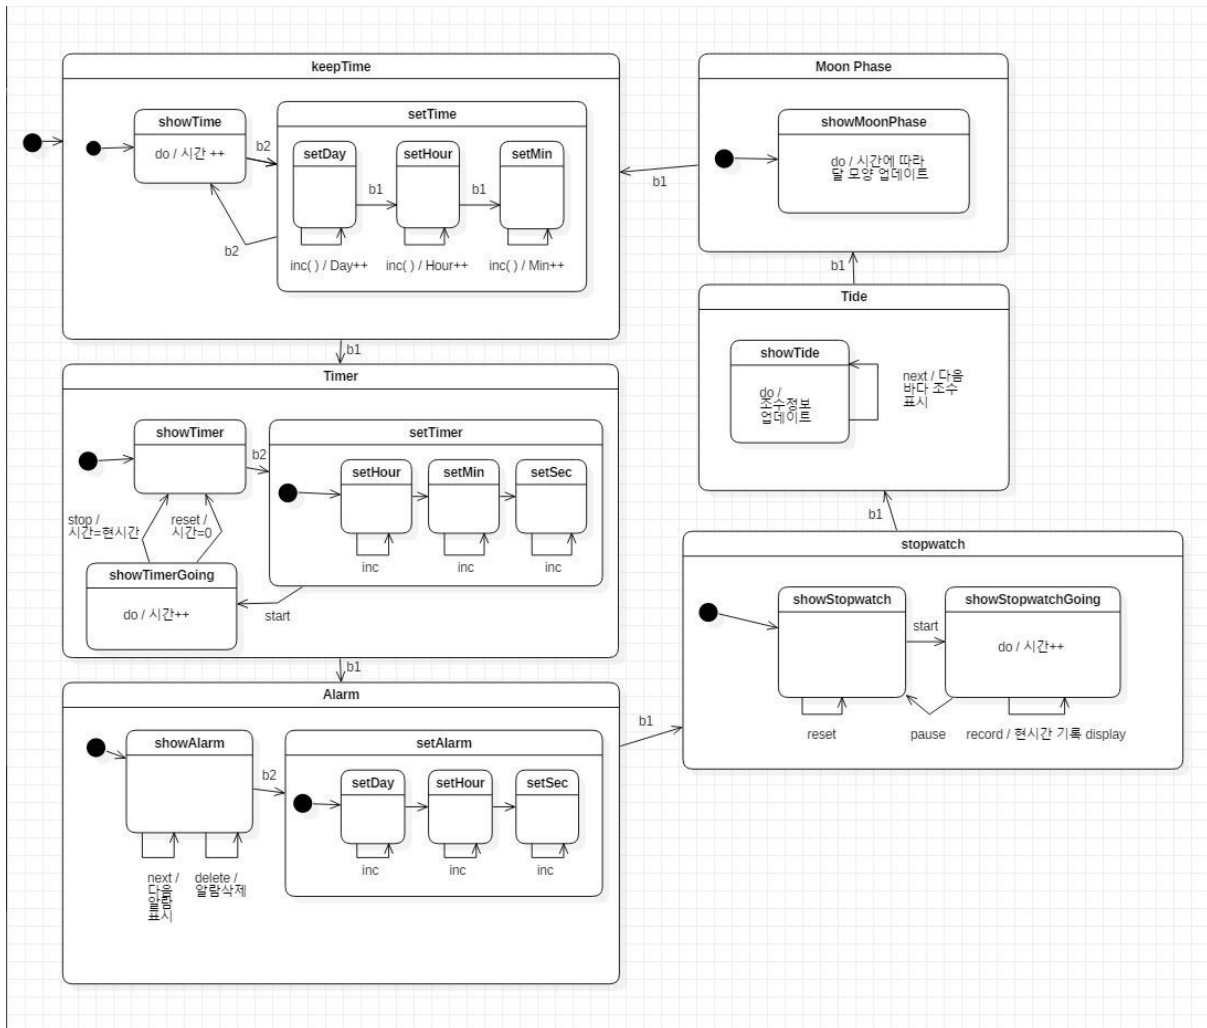 keepTime
showTime
do / 시간 ++
b2
b2
setTime
setDay
setHour
setMin
b1
b1
inc( ) / Day++
inc( ) / Hour++
inc( ) / Min++
b1
Timer
showTimer
b2
stop /
시간=현시간
reset /
시간=0
showTimerGoing
do / 시간++
start
setTimer
setHour
setMin
setSec
inc
inc
inc
b1
Alarm
showAlarm
b2
next /
다음
알람
표시
delete /
알람삭제
setAlarm
setDay
setHour
setSec
inc
inc
inc
b1
stopwatch
showStopwatch
start
showStopwatchGoing
do / 시간++
reset
pause
record / 현시간 기록 display
b1
Tide
showTide
do /
조수정보
업데이트
next / 다음
바다 조수
표시
b1
Moon Phase
showMoonPhase
do / 시간에 따라
달 모양 업데이트
b1